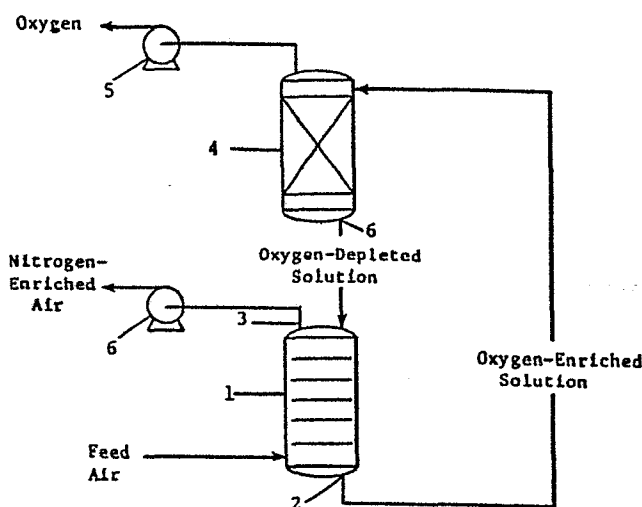 Oxygen
5
4
6
Oxygen-Depleted
Solution
Nitrogen-
Enriched
Air
6
3
Oxygen-Enriched
Solution
1
Feed
Air
2